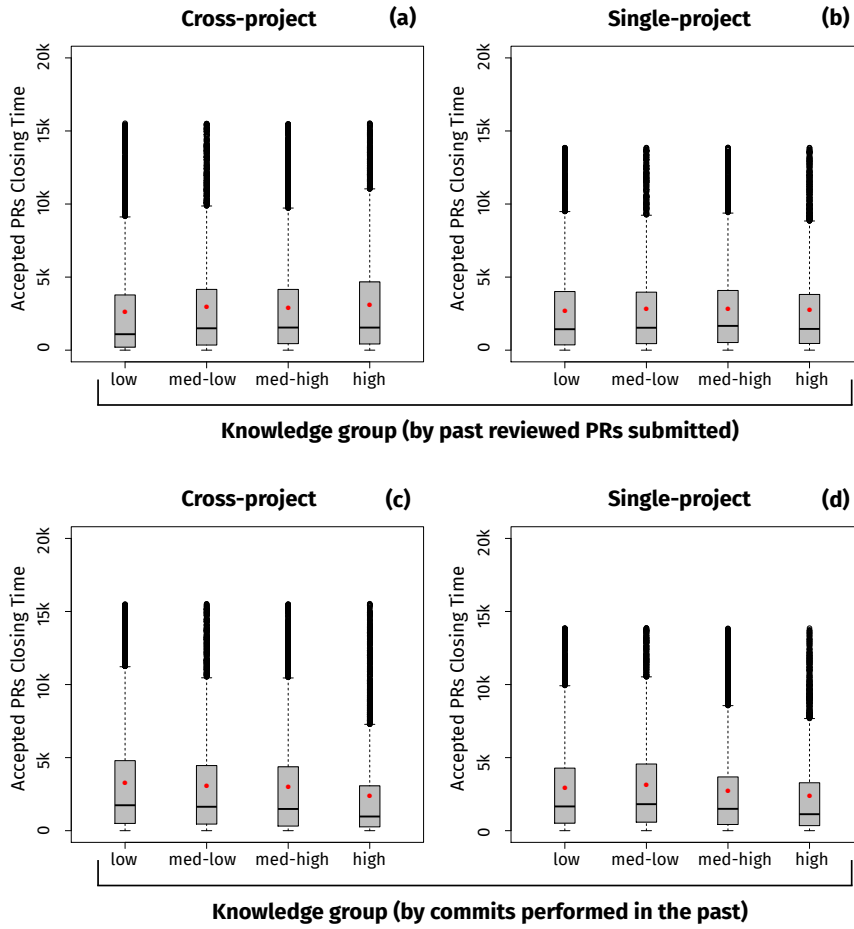 Cross-project (a)
Single-project (b)
Accepted PRs Closing Time
20k
15k
10k
5k
0
low med-low med-high high
Accepted PRs Closing Time
20k
15k
10k
5k
0
low med-low med-high high
Knowledge group (by past reviewed PRs submitted)
Cross-project (c)
Single-project (d)
Accepted PRs Closing Time
20k
15k
10k
5k
0
low med-low med-high high
Accepted PRs Closing Time
20k
15k
10k
5k
0
low med-low med-high high
Knowledge group (by commits performed in the past)